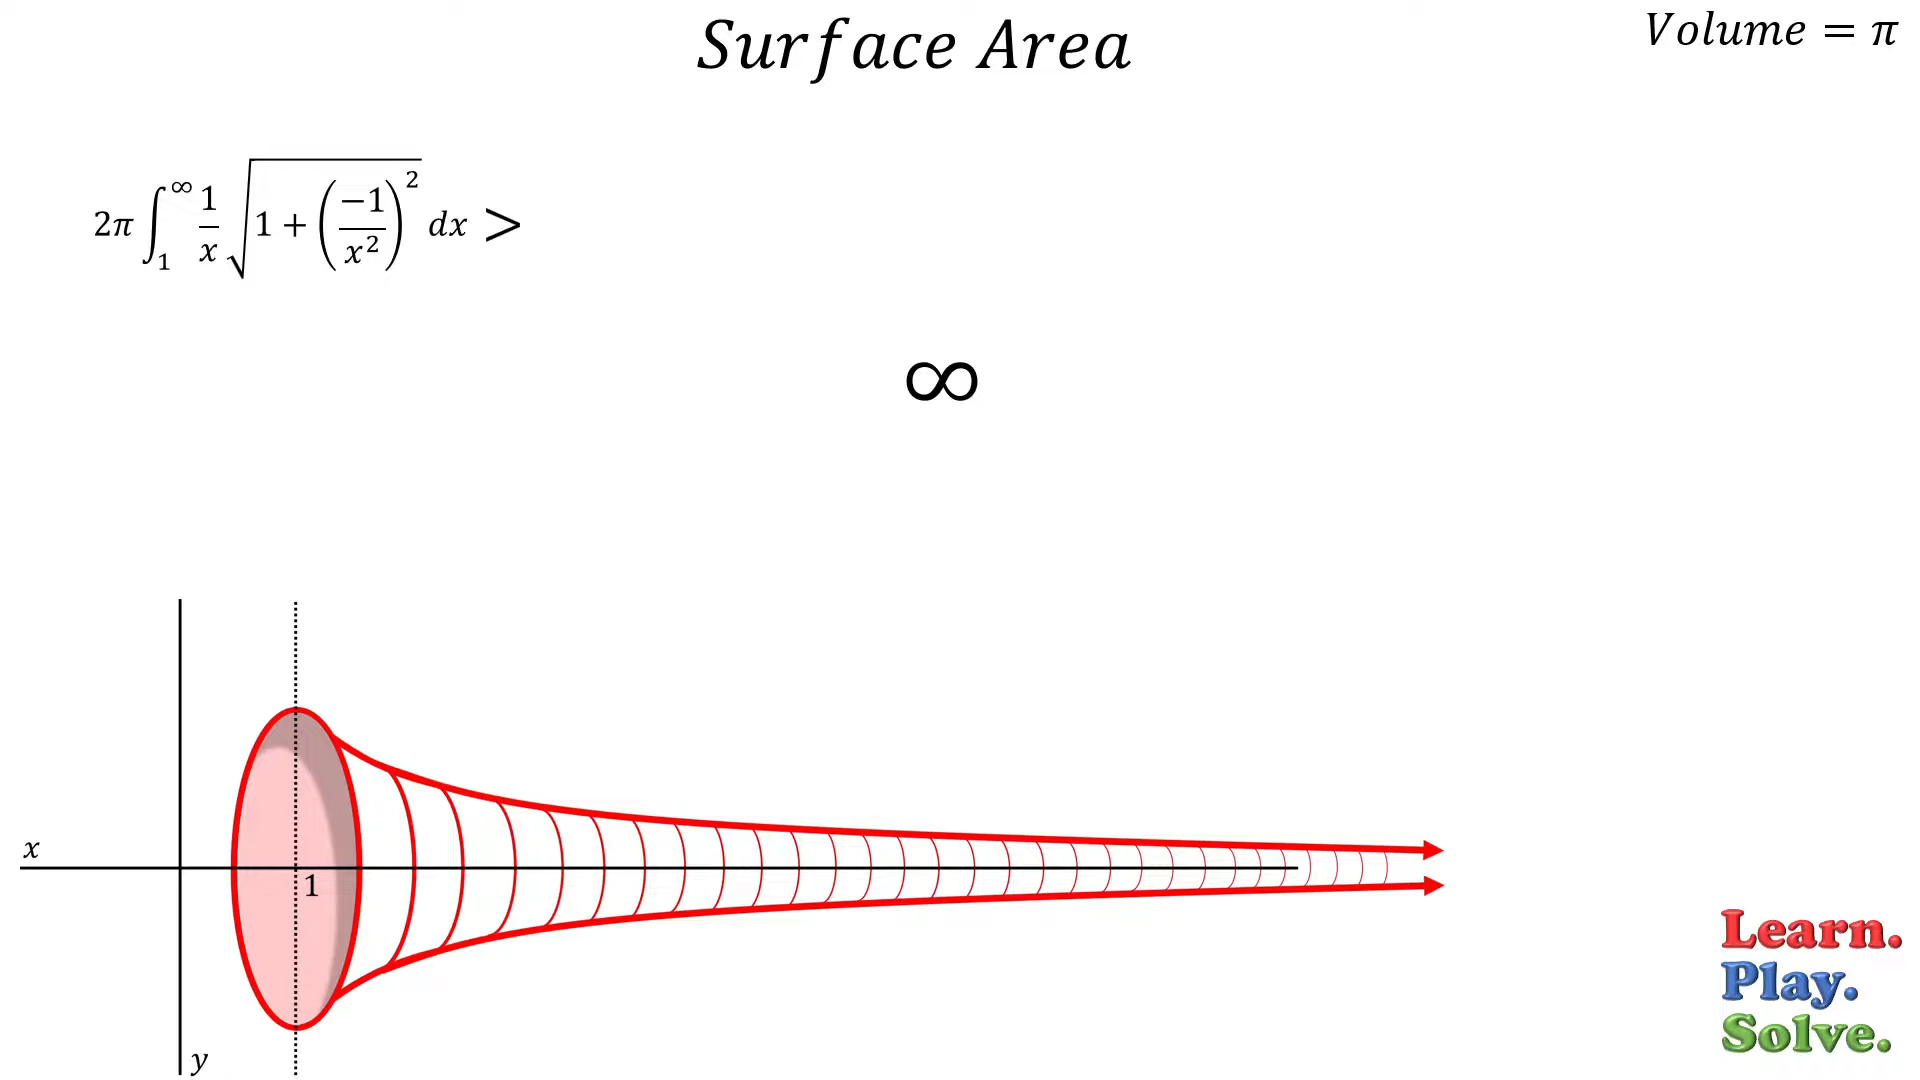 Surface Area
Volume = π
2π ∫₁^∞ 1/x √(1 + (−1/x²)²) dx >
∞
x
1
y
Learn.
Play.
Solve.